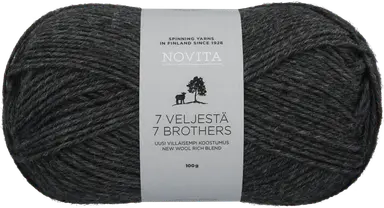 SPINNING YARNS
IN FINLAND SINCE 1928
NOVITA
7 VELJESTÄ
7 BROTHERS
UUSI VILLAISEMPI KOOSTUMUS
NEW WOOL RICH BLEND
100g